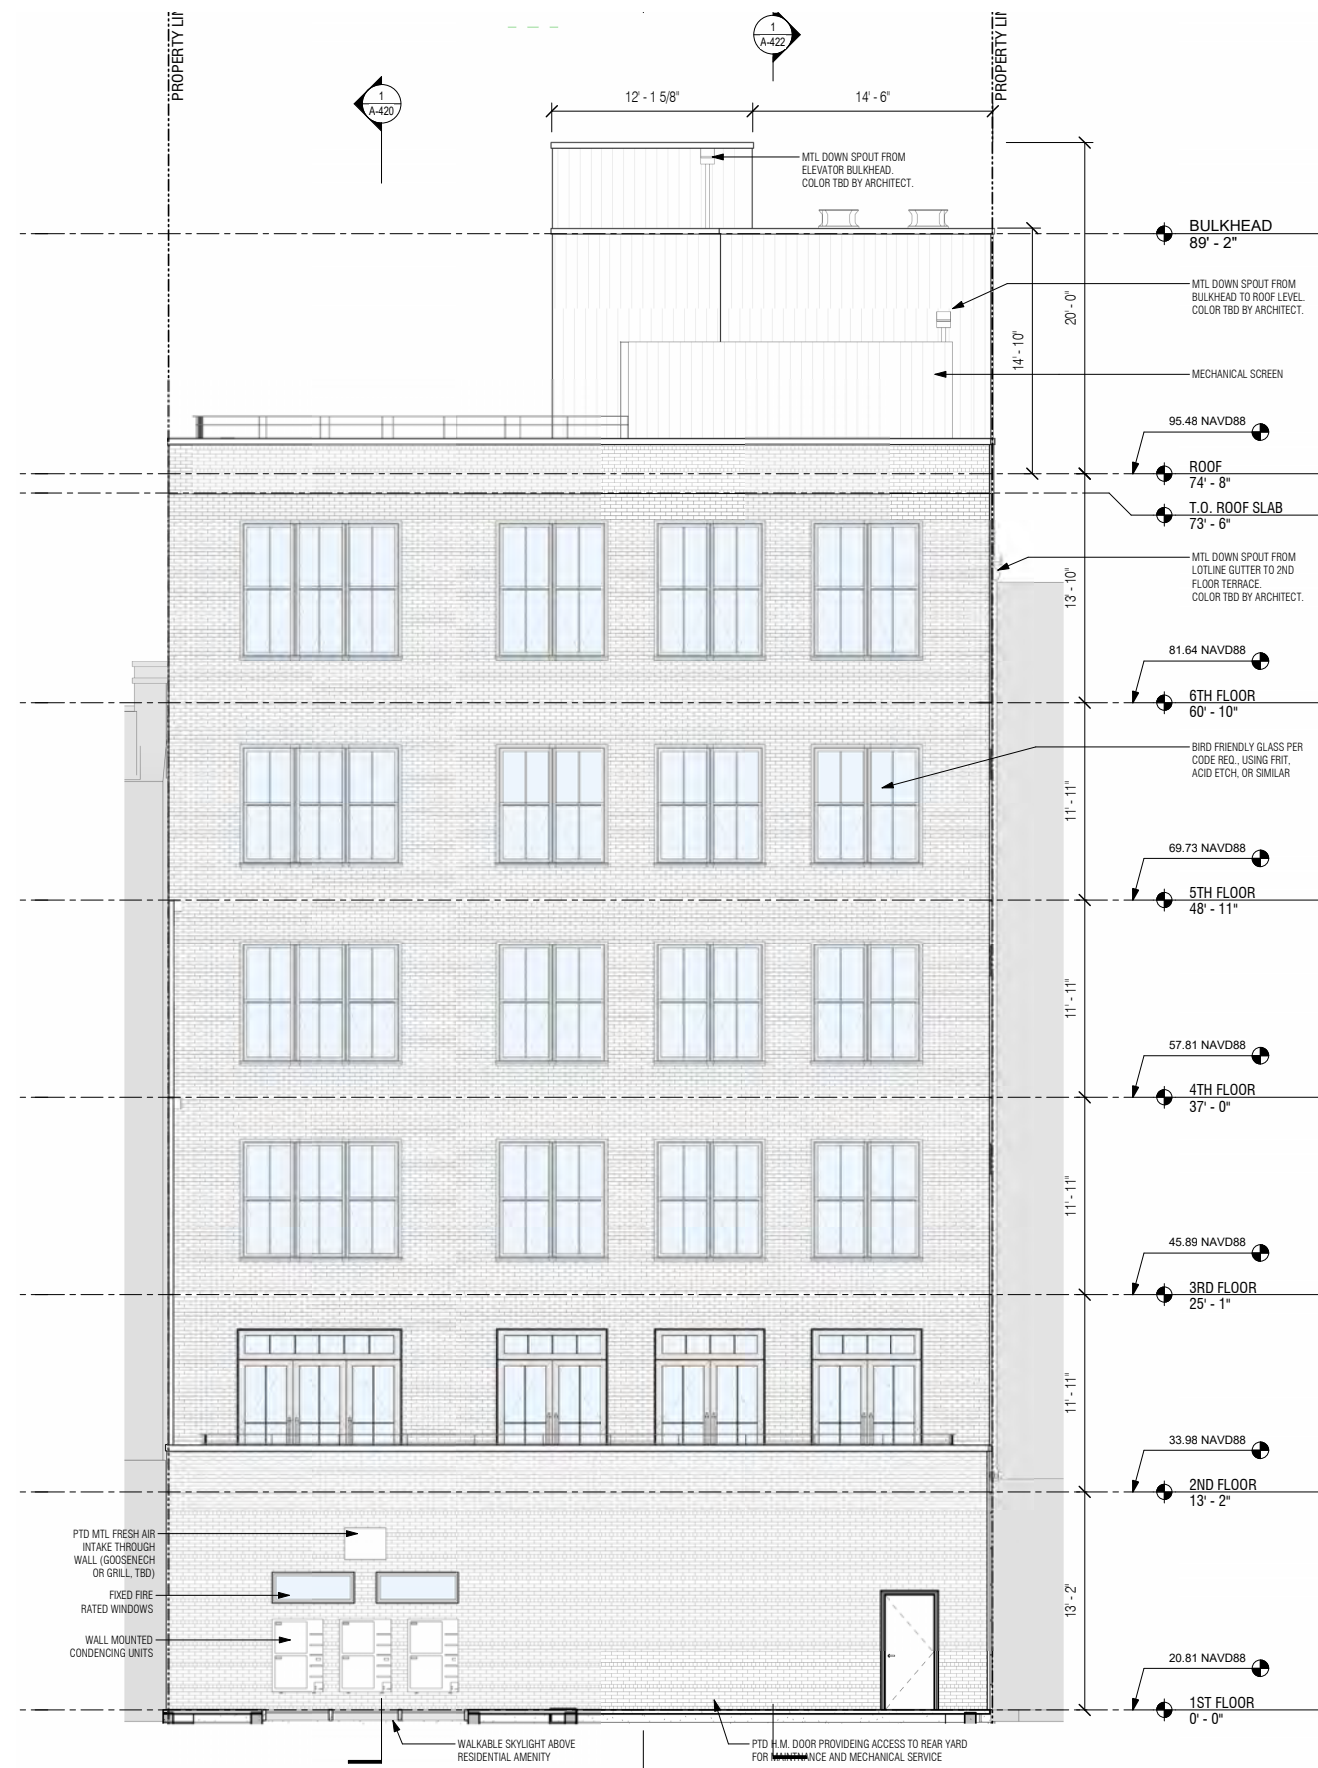 PROPERTY LIN
PROPERTY LIN
1
A-422
1
A-420
12' - 1 5/8"
14' - 6"
MTL DOWN SPOUT FROM
ELEVATOR BULKHEAD.
COLOR TBD BY ARCHITECT.
BULKHEAD
89' - 2"
MTL DOWN SPOUT FROM
BULKHEAD TO ROOF LEVEL.
COLOR TBD BY ARCHITECT.
20' - 0"
14' - 10"
MECHANICAL SCREEN
95.48 NAVD88
ROOF
74' - 8"
T.O. ROOF SLAB
73' - 6"
MTL DOWN SPOUT FROM
LOTLINE GUTTER TO 2ND
FLOOR TERRACE.
COLOR TBD BY ARCHITECT.
13' - 10"
81.64 NAVD88
6TH FLOOR
60' - 10"
BIRD FRIENDLY GLASS PER
CODE REQ., USING FRIT,
ACID ETCH, OR SIMILAR
11' - 11"
69.73 NAVD88
5TH FLOOR
48' - 11"
11' - 11"
57.81 NAVD88
4TH FLOOR
37' - 0"
11' - 11"
45.89 NAVD88
3RD FLOOR
25' - 1"
11' - 11"
33.98 NAVD88
2ND FLOOR
13' - 2"
PTD MTL FRESH AIR
INTAKE THROUGH
WALL (GOOSENECH
OR GRILL, TBD)
FIXED FIRE
RATED WINDOWS
WALL MOUNTED
CONDENCING UNITS
13' - 2"
20.81 NAVD88
1ST FLOOR
0' - 0"
WALKABLE SKYLIGHT ABOVE
RESIDENTIAL AMENITY
PTD H.M. DOOR PROVIDEING ACCESS TO REAR YARD
FOR MAINTNANCE AND MECHANICAL SERVICE